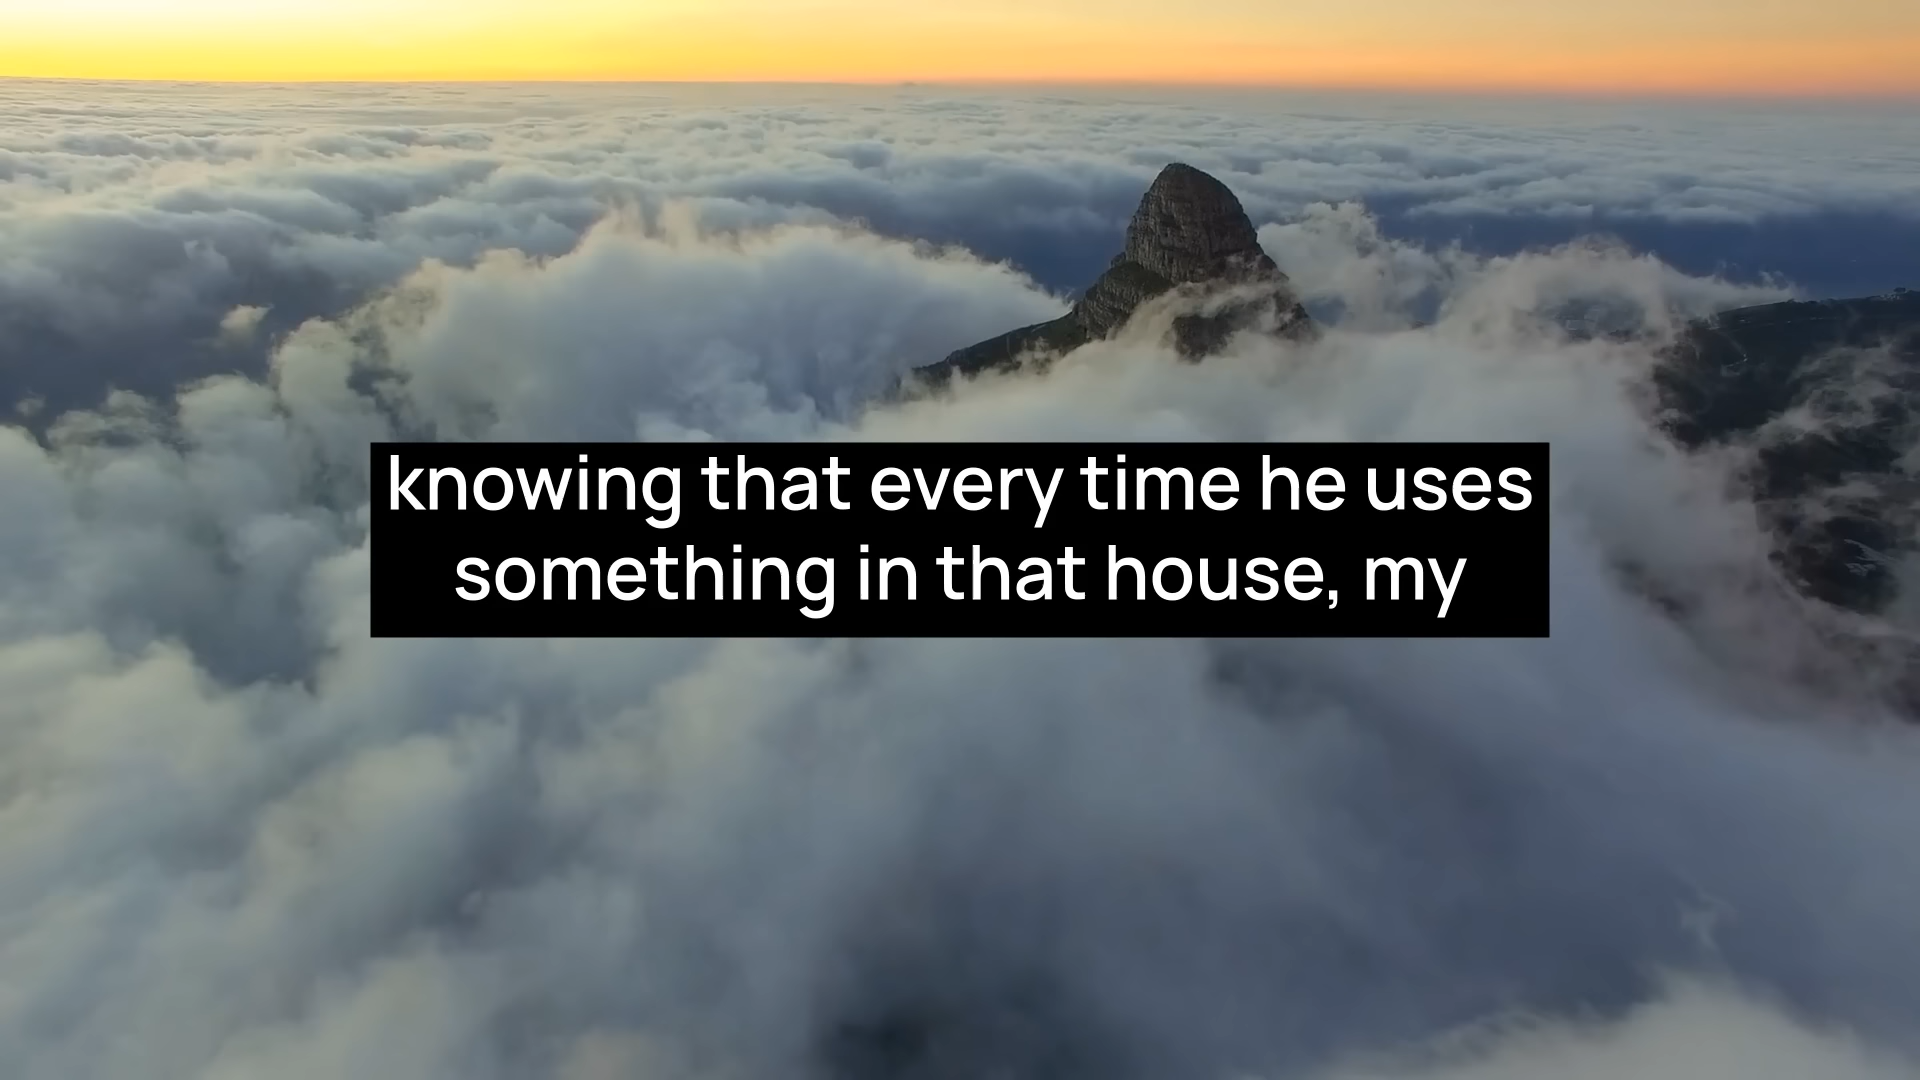 knowing that every time he uses
something in that house, my